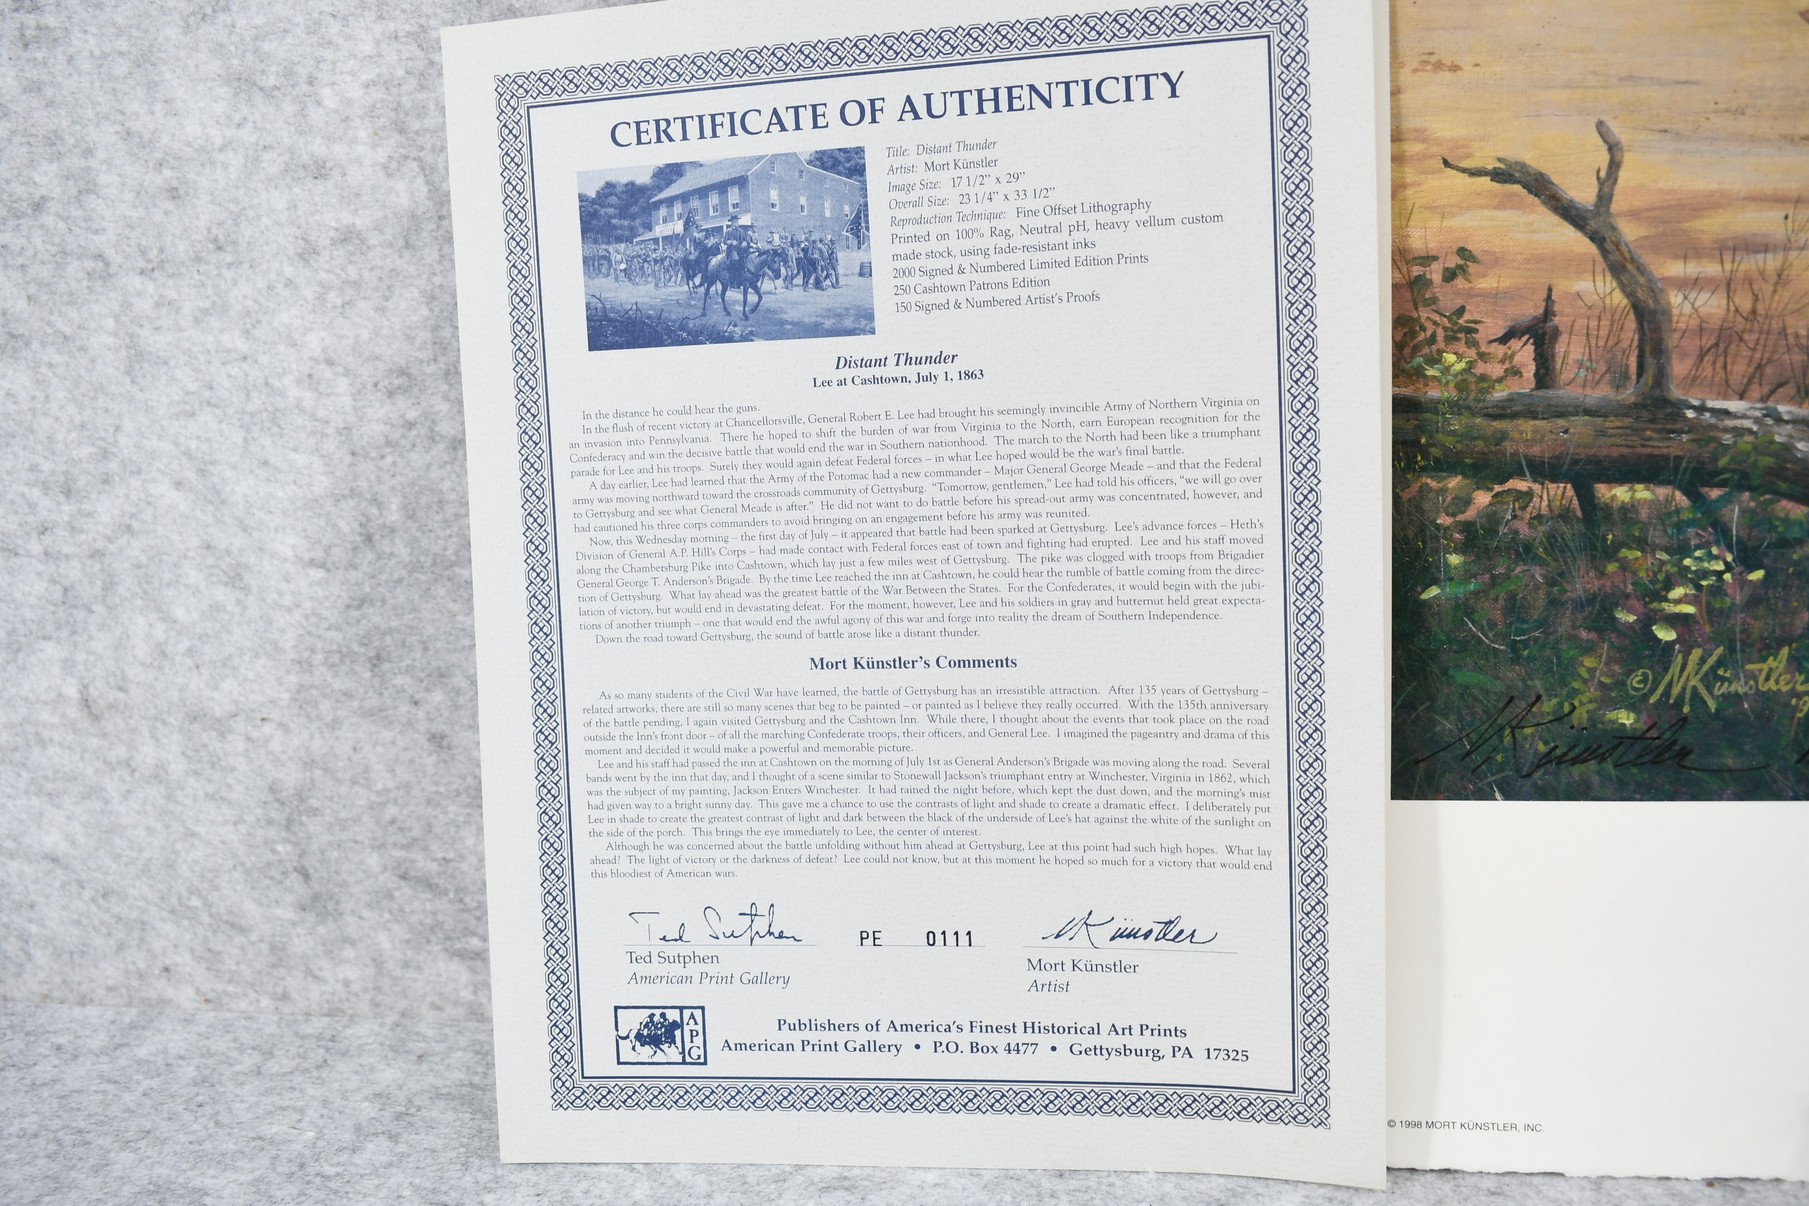 CERTIFICATE OF AUTHENTICITY
Title: Distant Thunder
Artist: Mort Künstler
Image Size: 17 1/2" x 29"
Overall Size: 23 1/4" x 33 1/2"
Reproduction Technique: Fine Offset Lithography
Printed on 100% Rag, Neutral pH, heavy vellum custom
made stock, using fade-resistant inks
2000 Signed & Numbered Limited Edition Prints
250 Cashtown Patrons Edition
150 Signed & Numbered Artist's Proofs
Distant Thunder
Lee at Cashtown, July 1, 1863
In the distance he could hear the guns.
In the flush of recent victory at Chancellorsville, General Robert E. Lee had brought his seemingly invincible Army of Northern Virginia on
an invasion into Pennsylvania. There he hoped to shift the burden of war from Virginia to the North, earn European recognition for the
Confederacy and win the decisive battle that would end the war in Southern nationhood. The march to the North had been like a triumphant
parade for Lee and his troops. Surely they would again defeat Federal forces – in what Lee hoped would be the war's final battle.
A day earlier, Lee had learned that the Army of the Potomac had a new commander – Major General George Meade – and that the Federal
army was moving northward toward the crossroads community of Gettysburg. "Tomorrow, gentlemen," Lee had told his officers, "we will go over
to Gettysburg and see what General Meade is after." He did not want to do battle before his spread-out army was concentrated, however, and
had cautioned his three corps commanders to avoid bringing on an engagement before his army was reunited.
Now, this Wednesday morning – the first day of July – it appeared that battle had been sparked at Gettysburg. Lee's advance forces – Heth's
Division of General A.P. Hill's Corps – had made contact with Federal forces east of town and fighting had erupted. Lee and his staff moved
along the Chambersburg Pike into Cashtown, which lay just a few miles west of Gettysburg. The pike was clogged with troops from Brigadier
General George T. Anderson's Brigade. By the time Lee reached the inn at Cashtown, he could hear the rumble of battle coming from the direc-
tion of Gettysburg. What lay ahead was the greatest battle of the War Between the States. For the Confederates, it would begin with the jubi-
lation of victory, but would end in devastating defeat. For the moment, however, Lee and his soldiers in gray and butternut held great expecta-
tions of another triumph – one that would end the awful agony of this war and forge into reality the dream of Southern Independence.
Down the road toward Gettysburg, the sound of battle arose like a distant thunder.
Mort Künstler's Comments
As so many students of the Civil War have learned, the battle of Gettysburg has an irresistible attraction. After 135 years of Gettysburg –
related artworks, there are still so many scenes that beg to be painted – or painted as I believe they really occurred. With the 135th anniversary
of the battle pending, I again visited Gettysburg and the Cashtown Inn. While there, I thought about the events that took place on the road
outside the Inn's front door – of all the marching Confederate troops, their officers, and General Lee. I imagined the pageantry and drama of this
moment and decided it would make a powerful and memorable picture.
Lee and his staff had passed the inn at Cashtown on the morning of July 1st as General Anderson's Brigade was moving along the road. Several
bands went by the inn that day, and I thought of a scene similar to Stonewall Jackson's triumphant entry at Winchester, Virginia in 1862, which
was the subject of my painting, Jackson Enters Winchester. It had rained the night before, which kept the dust down, and the morning's mist
had given way to a bright sunny day. This gave me a chance to use the contrasts of light and shade to create a dramatic effect. I deliberately put
Lee in shade to create the greatest contrast of light and dark between the black of the underside of Lee's hat against the white of the sunlight on
the side of the porch. This brings the eye immediately to Lee, the center of interest.
Although he was concerned about the battle unfolding without him ahead at Gettysburg, Lee at this point had such high hopes. What lay
ahead? The light of victory or the darkness of defeat? Lee could not know, but at this moment he hoped so much for a victory that would end
this bloodiest of American wars.
Ted Sutphen PE 0111 MKünstler
Ted Sutphen
American Print Gallery
Mort Künstler
Artist
APG
Publishers of America's Finest Historical Art Prints
American Print Gallery • P.O. Box 4477 • Gettysburg, PA 17325
© MKünstler
MKünstler
© 1998 MORT KÜNSTLER, INC.